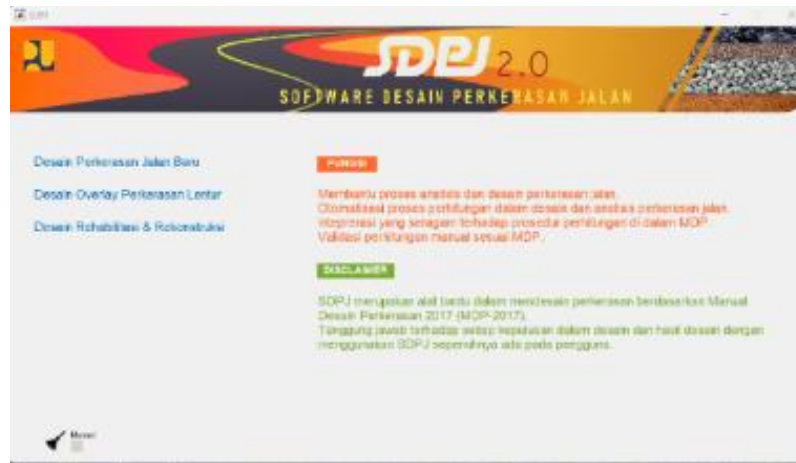 SDPJ
SDPJ 2.0
SOFTWARE DESAIN PERKERASAN JALAN
Desain Perkerasan Jalan Baru
Desain Overlay Perkerasan Lentur
Desain Rehabilitasi & Rekonstruksi
FUNGSI
Membantu proses analisis dan desain perkerasan jalan.
Otomatisasi proses perhitungan dalam desain dan analisis perkerasan jalan.
Intepretasi yang seragam terhadap prosedur perhitungan di dalam MDP.
Validasi perhitungan manual sesuai MDP.
DISCLAIMER
SDPJ merupakan alat bantu dalam mendesain perkerasan berdasarkan Manual
Desain Perkerasan 2017 (MDP-2017).
Tanggung jawab terhadap setiap keputusan dalam desain dan hasil desain dengan
menggunakan SDPJ sepenuhnya ada pada pengguna.